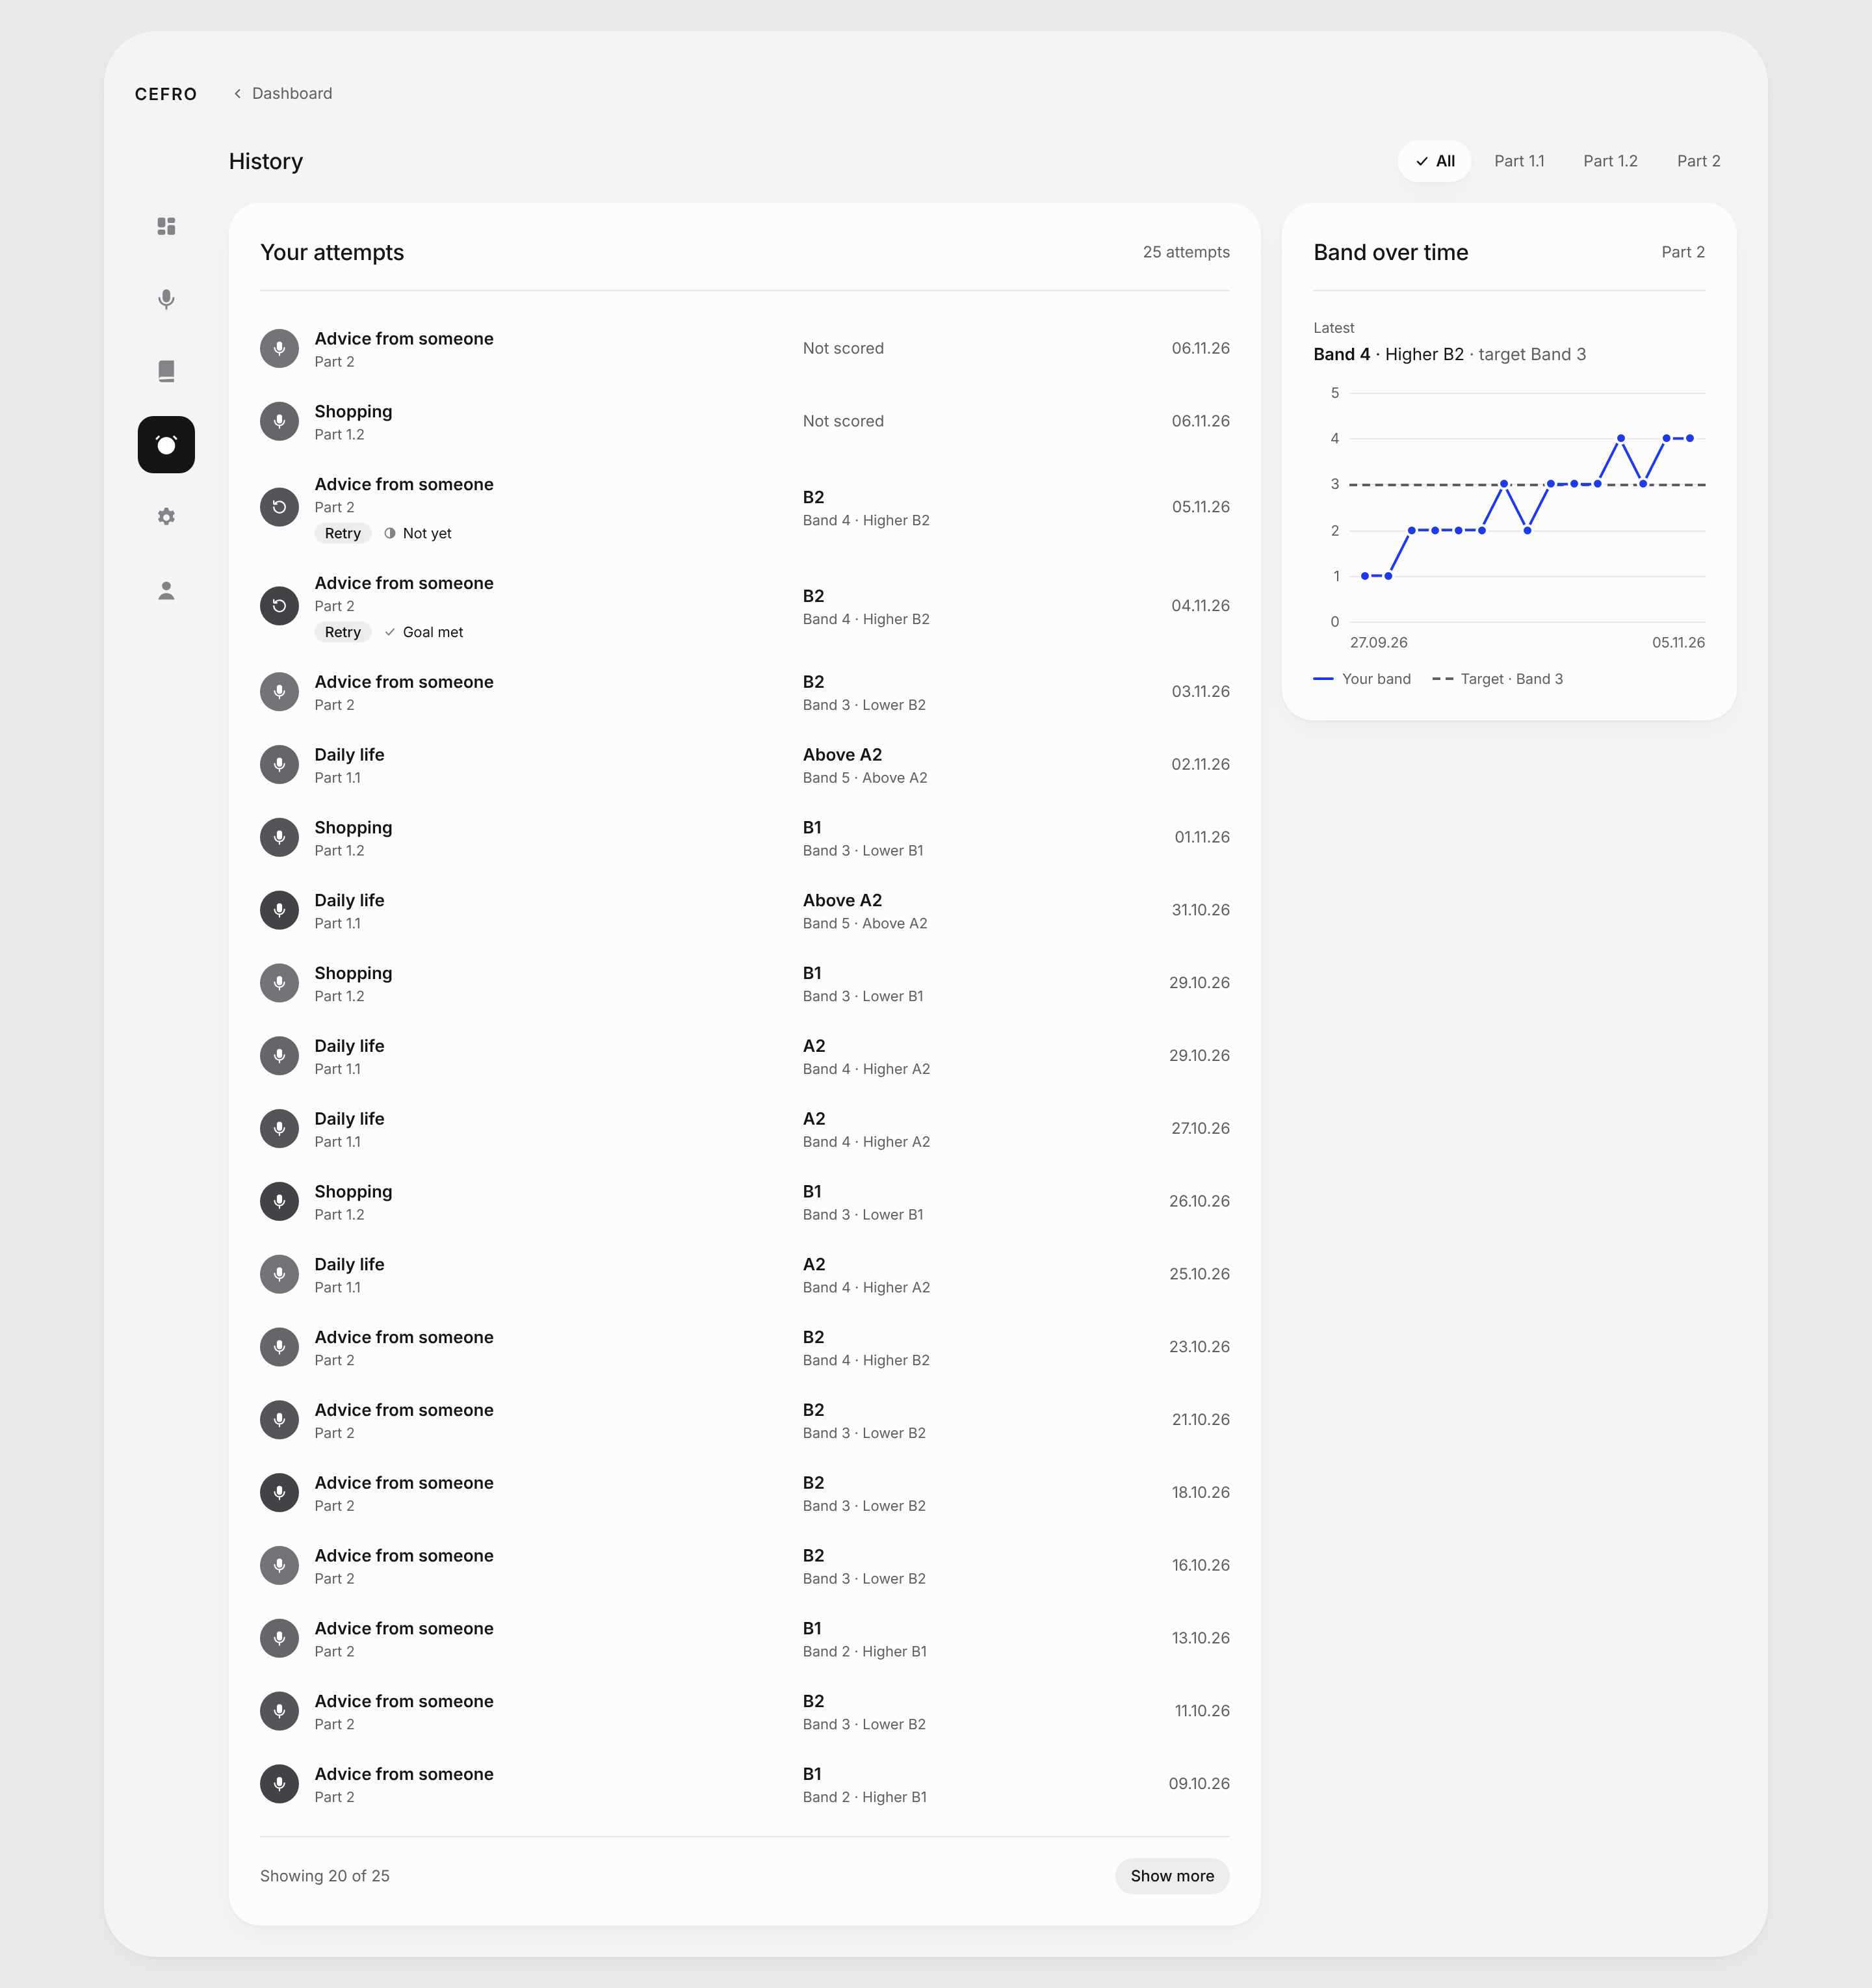 CEFRO
Dashboard
History
All
Part 1.1
Part 1.2
Part 2
Your attempts
25 attempts
Advice from someone
Part 2
Not scored
06.11.26
Shopping
Part 1.2
Not scored
06.11.26
Advice from someone
Part 2
Retry
Not yet
B2
Band 4 · Higher B2
05.11.26
Advice from someone
Part 2
Retry
Goal met
B2
Band 4 · Higher B2
04.11.26
Advice from someone
Part 2
B2
Band 3 · Lower B2
03.11.26
Daily life
Part 1.1
Above A2
Band 5 · Above A2
02.11.26
Shopping
Part 1.2
B1
Band 3 · Lower B1
01.11.26
Daily life
Part 1.1
Above A2
Band 5 · Above A2
31.10.26
Shopping
Part 1.2
B1
Band 3 · Lower B1
29.10.26
Daily life
Part 1.1
A2
Band 4 · Higher A2
29.10.26
Daily life
Part 1.1
A2
Band 4 · Higher A2
27.10.26
Shopping
Part 1.2
B1
Band 3 · Lower B1
26.10.26
Daily life
Part 1.1
A2
Band 4 · Higher A2
25.10.26
Advice from someone
Part 2
B2
Band 4 · Higher B2
23.10.26
Advice from someone
Part 2
B2
Band 3 · Lower B2
21.10.26
Advice from someone
Part 2
B2
Band 3 · Lower B2
18.10.26
Advice from someone
Part 2
B2
Band 3 · Lower B2
16.10.26
Advice from someone
Part 2
B1
Band 2 · Higher B1
13.10.26
Advice from someone
Part 2
B2
Band 3 · Lower B2
11.10.26
Advice from someone
Part 2
B1
Band 2 · Higher B1
09.10.26
Showing 20 of 25
Show more
Band over time
Part 2
Latest
Band 4 · Higher B2 · target Band 3
5
4
3
2
1
0
27.09.26
05.11.26
Your band
Target · Band 3